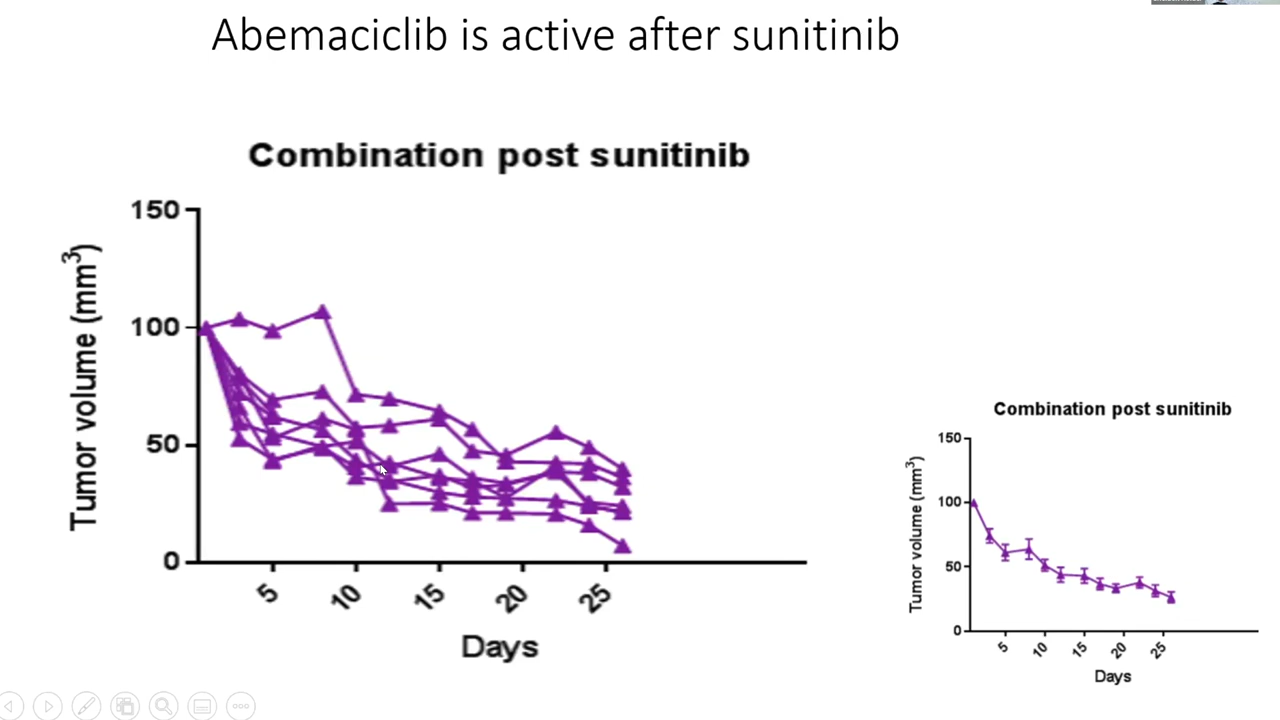 Abemaciclib is active after sunitinib
Combination post sunitinib
150
100
50
0
Tumor volume (mm³)
5
10
15
20
25
Days
Combination post sunitinib
150
100
50
0
Tumor volume (mm³)
5
10
15
20
25
Days